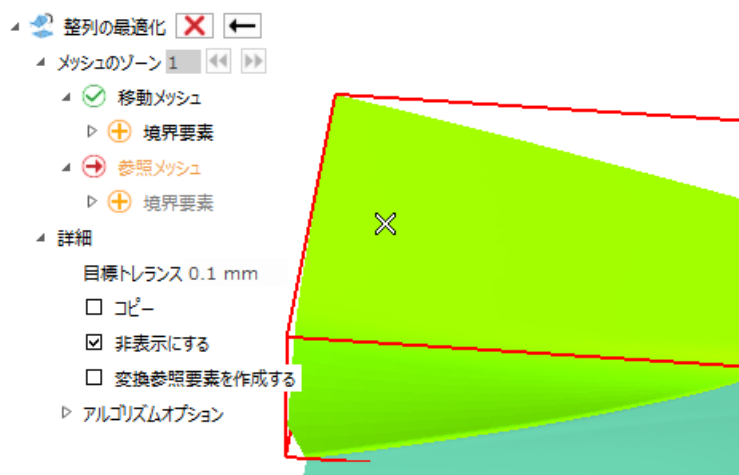 整列の最適化
メッシュのゾーン 1
移動メッシュ
境界要素
参照メッシュ
境界要素
詳細
目標トレランス 0.1 mm
コピー
非表示にする
変換参照要素を作成する
アルゴリズムオプション